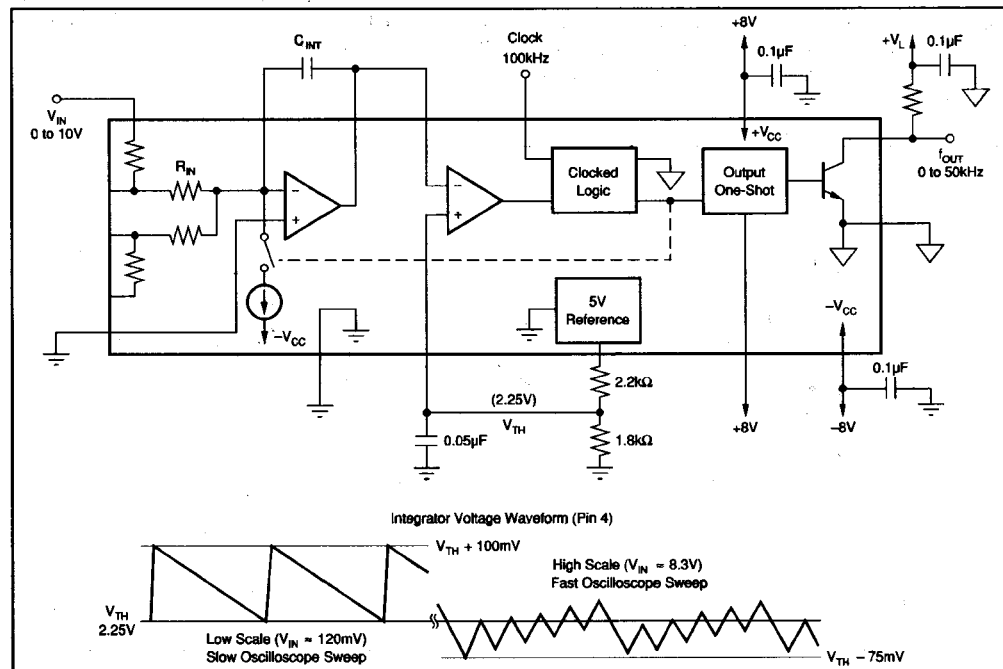 +8V
C_INT
Clock
100kHz
0.1µF
+V_L
0.1µF
V_IN
0 to 10V
+V_CC
f_OUT
0 to 50kHz
R_IN
−
+
−
+
Clocked
Logic
Output
One-Shot
−V_CC
5V
Reference
−V_CC
0.1µF
2.2kΩ
(2.25V)
V_TH
0.05µF
1.8kΩ
+8V
−8V
Integrator Voltage Waveform (Pin 4)
V_TH + 100mV
High Scale (V_IN ≈ 8.3V)
Fast Oscilloscope Sweep
V_TH
2.25V
Low Scale (V_IN ≈ 120mV)
Slow Oscilloscope Sweep
V_TH − 75mV